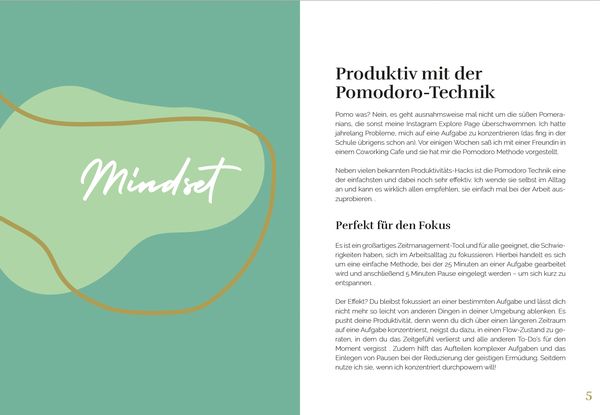 Mindset
Produktiv mit der
Pomodoro-Technik
Pomo was? Nein, es geht ausnahmsweise mal nicht um die süßen Pomera-
nians, die sonst meine Instagram Explore Page überschwemmen. Ich hatte
jahrelang Probleme, mich auf eine Aufgabe zu konzentrieren (das fing in der
Schule übrigens schon an). Vor einigen Wochen saß ich mit einer Freundin in
einem Coworking Cafe und sie hat mir die Pomodoro Methode vorgestellt.
Neben vielen bekannten Produktivitäts-Hacks ist die Pomodoro Technik eine
der einfachsten und dabei noch sehr effektiv. Ich wende sie selbst im Alltag
an und kann es wirklich allen empfehlen, sie einfach mal bei der Arbeit aus-
zuprobieren. .
Perfekt für den Fokus
Es ist ein großartiges Zeitmanagement-Tool und für alle geeignet, die Schwie-
rigkeiten haben, sich im Arbeitsalltag zu fokussieren. Hierbei handelt es sich
um eine einfache Methode, bei der 25 Minuten an einer Aufgabe gearbeitet
wird und anschließend 5 Minuten Pause eingelegt werden – um sich kurz zu
entspannen. .
Der Effekt? Du bleibst fokussiert an einer bestimmten Aufgabe und lässt dich
nicht mehr so leicht von anderen Dingen in deiner Umgebung ablenken. Es
pusht deine Produktivität, denn wenn du dich über einen längeren Zeitraum
auf eine Aufgabe konzentrierst, neigst du dazu, in einen Flow-Zustand zu ge-
raten, in dem du das Zeitgefühl verlierst und alle anderen To-Do's für den
Moment vergisst . Zudem hilft das Aufteilen komplexer Aufgaben und das
Einlegen von Pausen bei der Reduzierung der geistigen Ermüdung. Seitdem
nutze ich sie, wenn ich konzentriert durchpowern will!
5